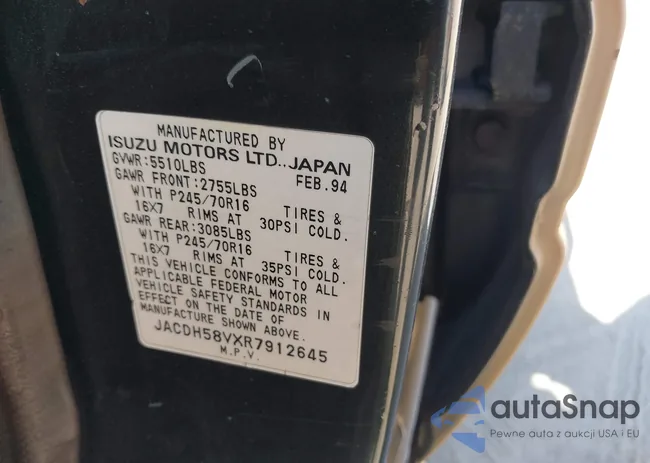 MANUFACTURED BY
ISUZU MOTORS LTD., JAPAN
GVWR:5510LBS FEB.94
GAWR FRONT:2755LBS
WITH P245/70R16 TIRES &
16X7 RIMS AT 30PSI COLD.
GAWR REAR:3085LBS
WITH P245/70R16 TIRES &
16X7 RIMS AT 35PSI COLD.
THIS VEHICLE CONFORMS TO ALL
APPLICABLE FEDERAL MOTOR
VEHICLE SAFETY STANDARDS IN
EFFECT ON THE DATE OF
MANUFACTURE SHOWN ABOVE.
JACDH58VXR7912645
M.P.V.
autaSnap
Pewne auta z aukcji USA i EU